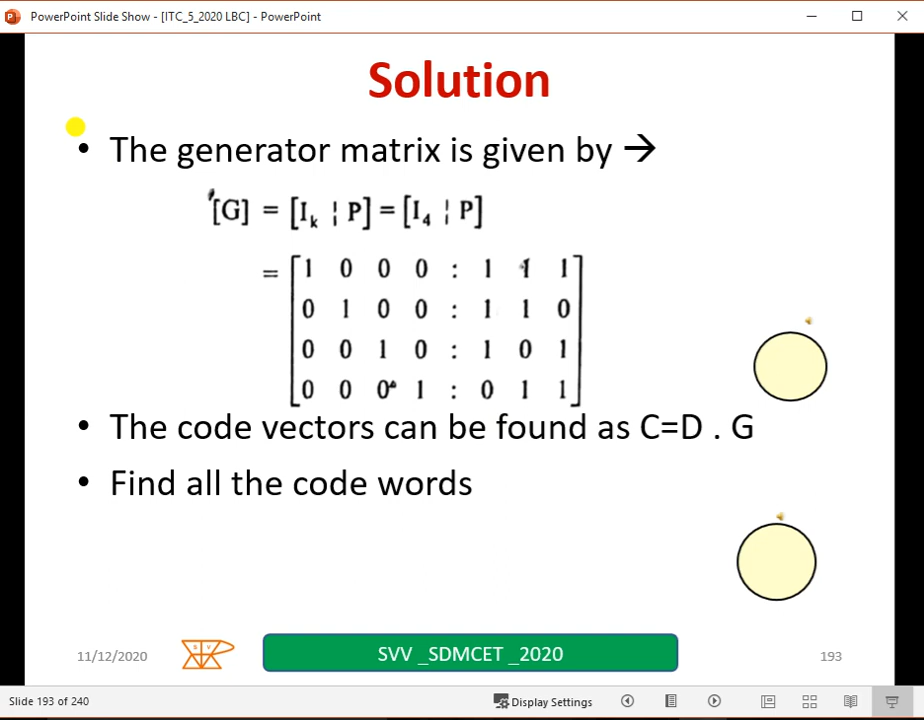 PowerPoint Slide Show - [ITC_5_2020 LBC] - PowerPoint
Solution
• The generator matrix is given by →
[G] = [Iₖ ¦ P] = [I₄ ¦ P]
= [1 0 0 0 : 1 1 1
0 1 0 0 : 1 1 0
0 0 1 0 : 1 0 1
0 0 0 1 : 0 1 1]
• The code vectors can be found as C=D . G
• Find all the code words
11/12/2020
S V
SVV _SDMCET _2020
193
Slide 193 of 240
Display Settings